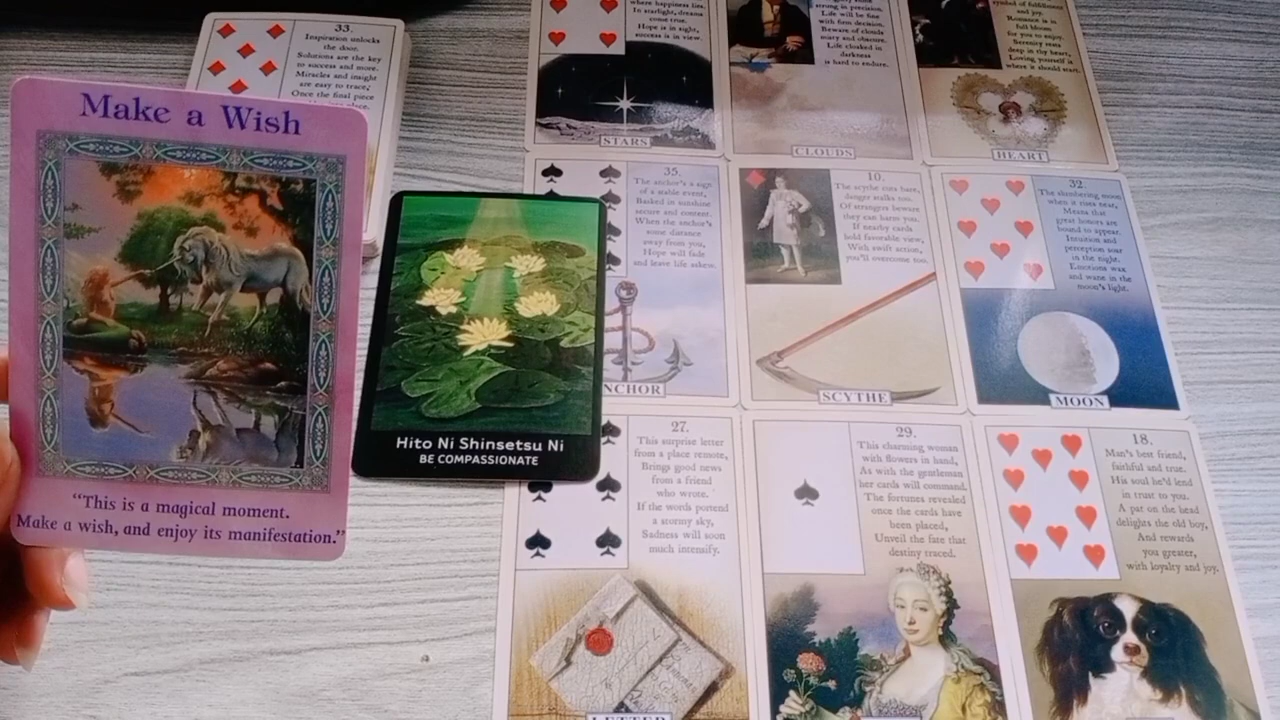 33.
Inspiration unlocks
the door.
Solutions are the key
to success and more.
Miracles and insight
are easy to trace;
Once the final piece
Make a Wish
"This is a magical moment.
Make a wish, and enjoy its manifestation."
Hito Ni Shinsetsu Ni
BE COMPASSIONATE
where happiness lies.
In starlight, dreams
come true.
Hope is in sight,
success is in view.
STARS
strong in precision.
Life will be fine
with firm decision.
Beware of clouds
murky and obscure.
Life cloaked in
darkness
is hard to endure.
CLOUDS
symbol of fulfillment
and joy.
Romance is in
full bloom,
for you to enjoy.
Serenity rests
deep in thy heart,
Loving yourself is
where is should start.
HEART
35.
The anchor's a sign
of a stable event,
Basked in sunshine
secure and content.
When the anchor's
some distance
away from you,
Hope will fade
and leave life askew.
NCHOR
10.
The scythe cuts bare,
danger stalks you.
Of strangers beware
they can harm you.
If nearby cards
hold favorable view,
With swift action,
you'll overcome too.
SCYTHE
32.
The slumbering moon
when it rises near,
Means that
great honors are
bound to appear.
Intuition and
perception soar
in the night.
Emotions wax
and wane in the
moon's light.
MOON
27.
This surprise letter
from a place remote,
Brings good news
from a friend
who wrote.
If the words portend
a stormy sky,
Sadness will soon
much intensify.
LETTER
29.
This charming woman
with flowers in hand,
As with the gentleman
her cards will command.
The fortunes revealed
once the cards have
been placed,
Unveil the fate that
destiny traced.
18.
Man's best friend,
faithful and true.
His soul he'd lend
in trust to you.
A pat on the head
delights the old boy,
And rewards
you greater,
with loyalty and joy.